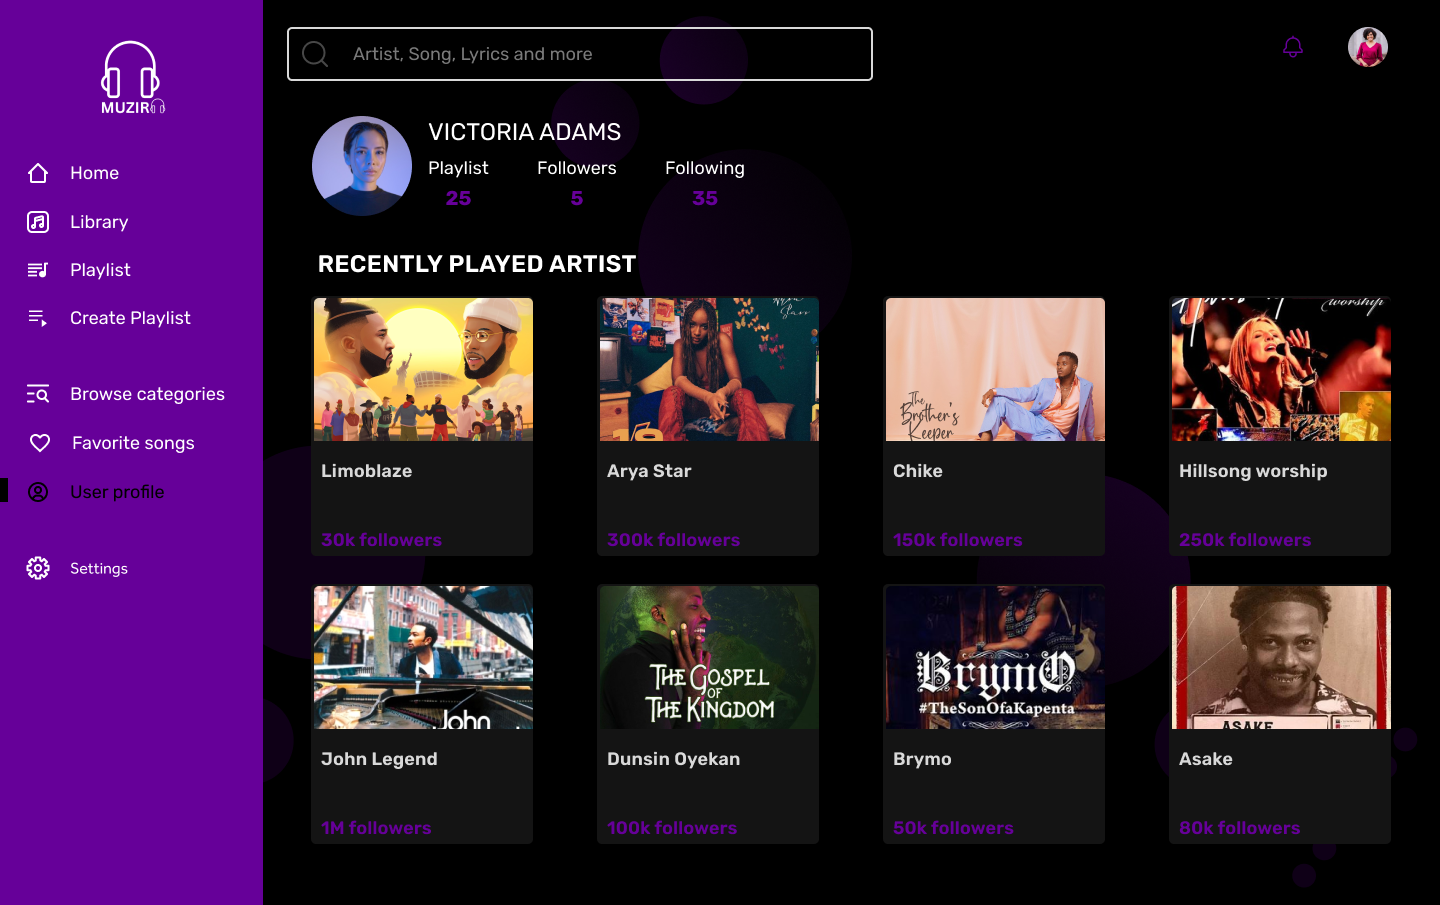 MUZIR
Home
Library
Playlist
Create Playlist
Browse categories
Favorite songs
User profile
Settings
Artist, Song, Lyrics and more
VICTORIA ADAMS
Playlist Followers Following
25 5 35
RECENTLY PLAYED ARTIST
The
Brother's
Keeper
worship
Limoblaze Arya Star Chike Hillsong worship
30k followers 300k followers 150k followers 250k followers
John
THE GOSPEL
OF
THE KINGDOM
BrymO
#TheSonOfaKapenta
ASAKE
John Legend Dunsin Oyekan Brymo Asake
1M followers 100k followers 50k followers 80k followers